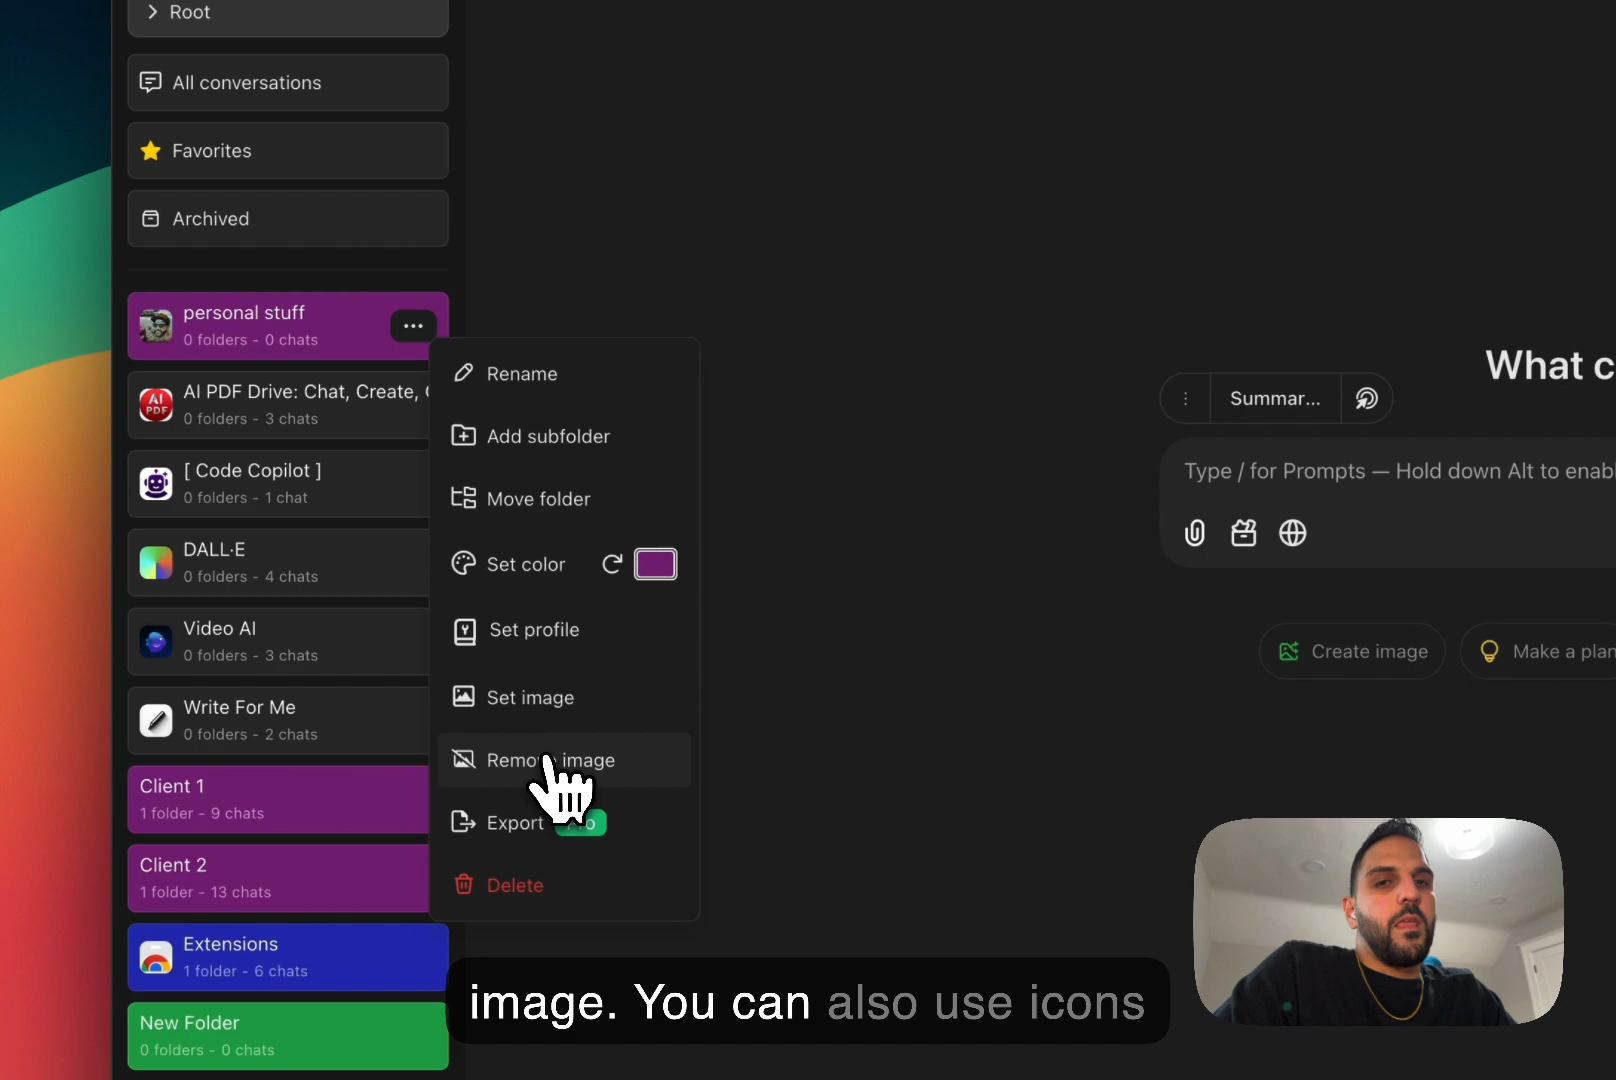 Root
All conversations
Favorites
Archived
personal stuff
0 folders - 0 chats
AI PDF
AI PDF Drive: Chat, Create,
0 folders - 3 chats
[ Code Copilot ]
0 folders - 1 chat
DALL·E
0 folders - 4 chats
Video AI
0 folders - 3 chats
Write For Me
0 folders - 2 chats
Client 1
1 folder - 9 chats
Client 2
1 folder - 13 chats
Extensions
1 folder - 6 chats
New Folder
0 folders - 0 chats
Rename
Add subfolder
Move folder
Set color
Set profile
Set image
Remove image
Export
Delete
What c
Summar...
Type / for Prompts — Hold down Alt to enabl
Create image
Make a plan
image. You can also use icons